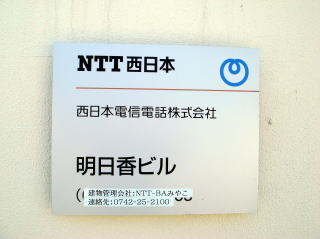 NTT西日本
西日本電信電話株式会社
明日香ビル
建物管理会社:NTT-BAみやこ
連絡先:0742-25-2100